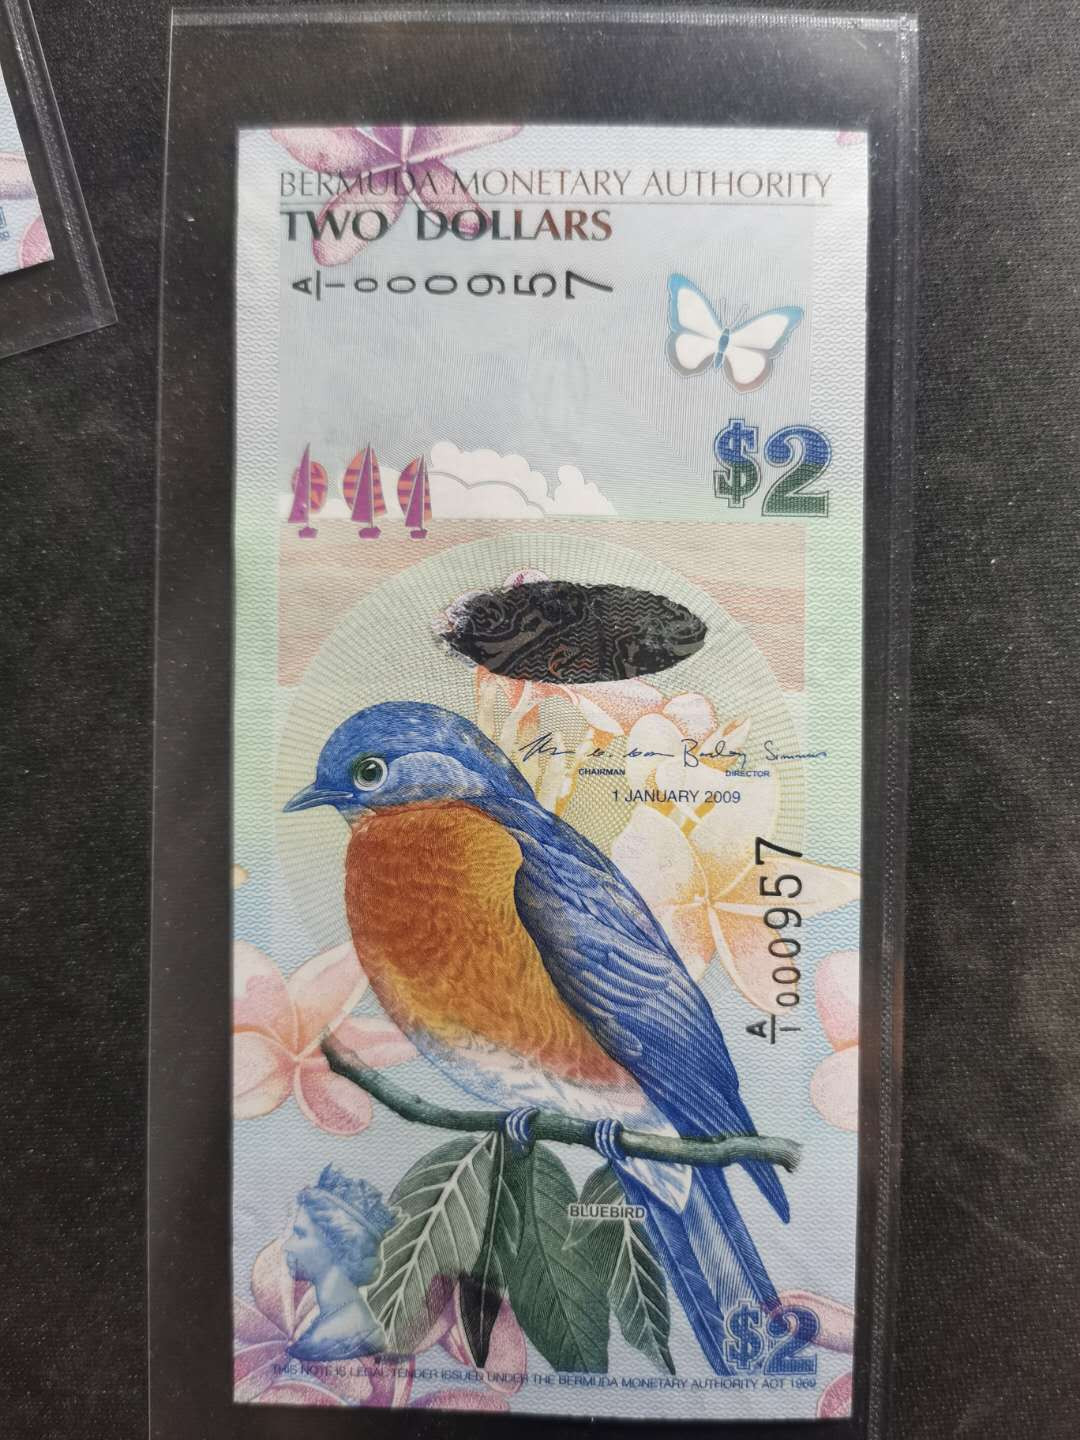 BERMUDA MONETARY AUTHORITY
TWO DOLLARS
A/1 000957
$2
CHAIRMAN DIRECTOR
1 JANUARY 2009
A/1 000957
BLUEBIRD
$2
THIS NOTE IS LEGAL TENDER ISSUED UNDER THE BERMUDA MONETARY AUTHORITY ACT 1969